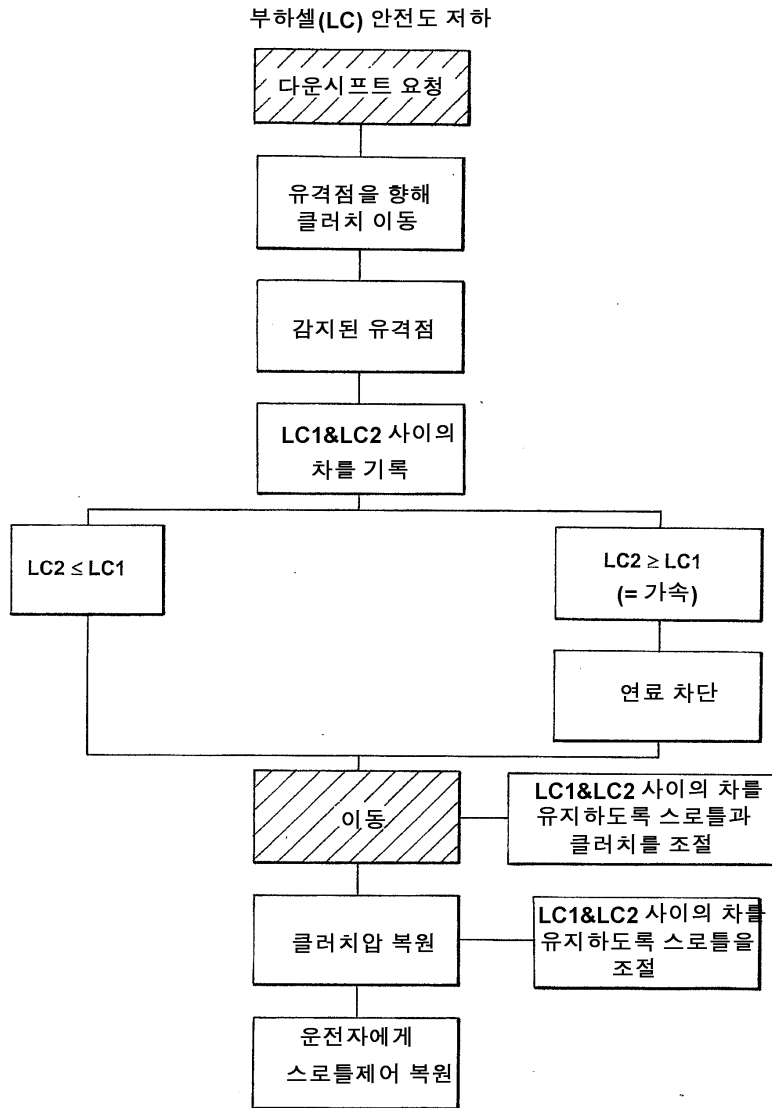 부하셀(LC) 안전도 저하
다운시프트 요청
유격점을 향해
클러치 이동
감지된 유격점
LC1&LC2 사이의
차를 기록
LC2 ≤ LC1
LC2 ≥ LC1
(= 가속)
연료 차단
이동
LC1&LC2 사이의 차를
유지하도록 스로틀과
클러치를 조절
클러치압 복원
LC1&LC2 사이의 차를
유지하도록 스로틀을
조절
운전자에게
스로틀제어 복원